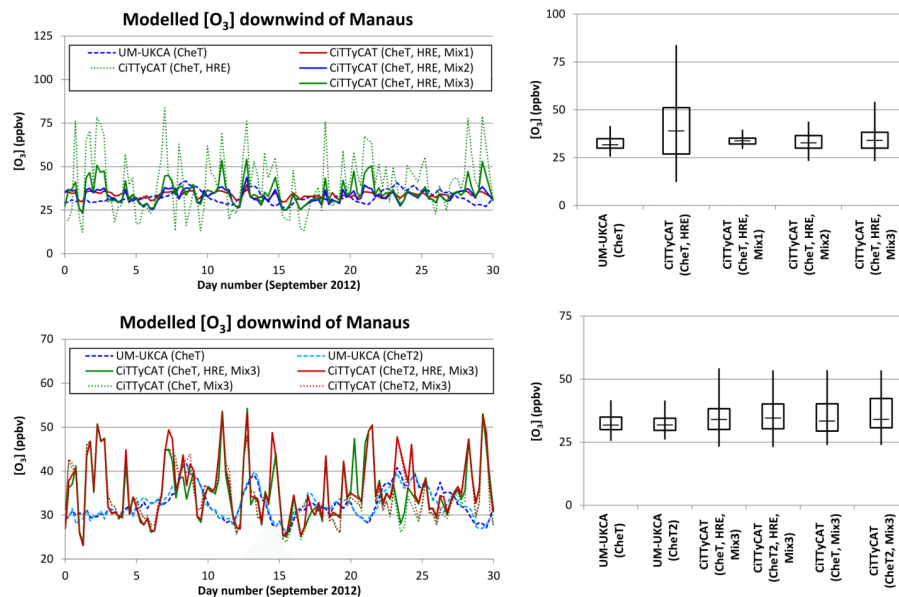 Modelled [O3] downwind of Manaus
125
100
75
50
25
0
[O3] (ppbv)
UM-UKCA (CheT)
CiTTyCAT (CheT, HRE)
CiTTyCAT (CheT, HRE, Mix1)
CiTTyCAT (CheT, HRE, Mix2)
CiTTyCAT (CheT, HRE, Mix3)
0 5 10 15 20 25 30
Day number (September 2012)
100
75
50
25
0
[O3] (ppbv)
UM-UKCA
(CheT)
CiTTyCAT
(CheT, HRE)
CiTTyCAT
(CheT, HRE,
Mix1)
CiTTyCAT
(CheT, HRE,
Mix2)
CiTTyCAT
(CheT, HRE,
Mix3)
Modelled [O3] downwind of Manaus
70
60
50
40
30
20
[O3] (ppbv)
UM-UKCA (CheT)
UM-UKCA (CheT2)
CiTTyCAT (CheT, HRE, Mix3)
CiTTyCAT (CheT2, HRE, Mix3)
CiTTyCAT (CheT, Mix3)
CiTTyCAT (CheT2, Mix3)
0 5 10 15 20 25 30
Day number (September 2012)
75
50
25
0
[O3] (ppbv)
UM-UKCA
(CheT)
UM-UKCA
(CheT2)
CiTTyCAT
(CheT, HRE,
Mix3)
CiTTyCAT
(CheT2, HRE,
Mix3)
CiTTyCAT
(CheT, Mix3)
CiTTyCAT
(CheT2, Mix3)